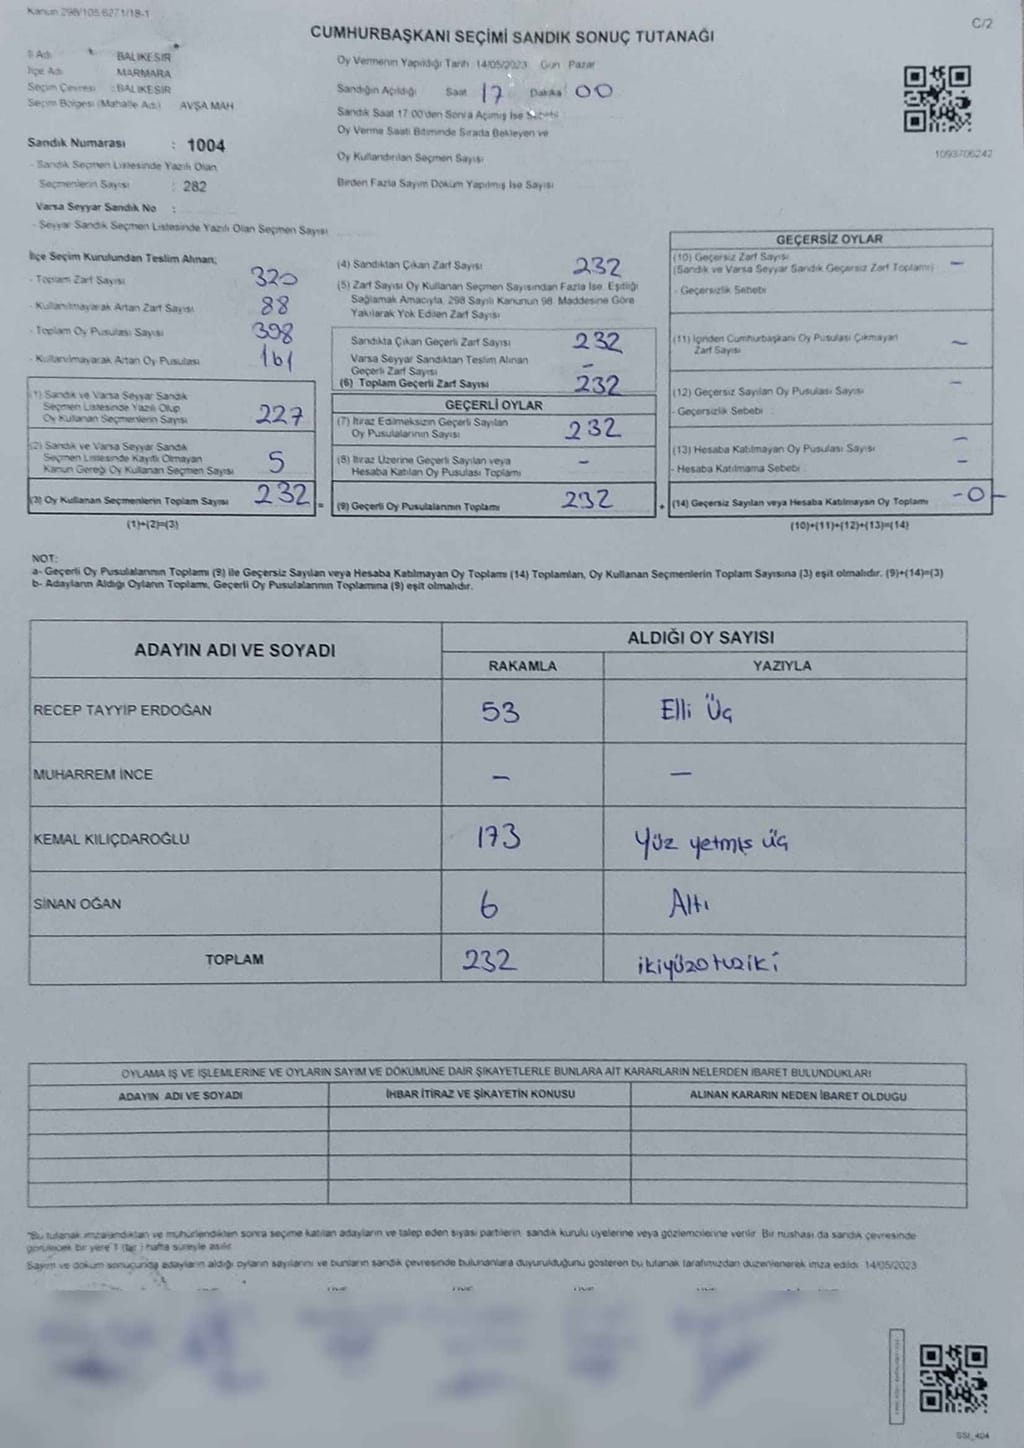 Kanun 298/105,6271/18-1
C/2
CUMHURBAŞKANI SEÇİMİ SANDIK SONUÇ TUTANAĞI
İl Adı : BALIKESİR
İlçe Adı : MARMARA
Seçim Çevresi : BALIKESİR
Seçim Bölgesi (Mahalle Adı) AVŞA MAH
Sandık Numarası : 1004
- Sandık Seçmen Listesinde Yazılı Olan
Seçmenlerin Sayısı : 282
Varsa Seyyar Sandık No :
- Seyyar Sandık Seçmen Listesinde Yazılı Olan Seçmen Sayısı
Oy Vermenin Yapıldığı Tarih 14/05/2023 Gün Pazar
Sandığın Açıldığı Saat 17 Dakika 00
Sandık Saat 17:00'den Sonra Açılmış İse Sebebi
Oy Verme Saati Bitiminde Sırada Bekleyen ve
Oy Kullandırılan Seçmen Sayısı
Birden Fazla Sayım Döküm Yapılmış İse Sayısı
1093706242
İlçe Seçim Kurulundan Teslim Alınan;
- Toplam Zarf Sayısı 320
- Kullanılmayarak Artan Zarf Sayısı 88
- Toplam Oy Pusulası Sayısı 398
- Kullanılmayarak Artan Oy Pusulası 161
(1) Sandık ve Varsa Seyyar Sandık
Seçmen Listesinde Yazılı Olup
Oy Kullanan Seçmenlerin Sayısı 227
(2) Sandık ve Varsa Seyyar Sandık
Seçmen Listesinde Kayıtlı Olmayan
Kanun Gereği Oy Kullanan Seçmen Sayısı 5
(3) Oy Kullanan Seçmenlerin Toplam Sayısı 232 =
(1)+(2)=(3)
(4) Sandıktan Çıkan Zarf Sayısı 232
(5) Zarf Sayısı Oy Kullanan Seçmen Sayısından Fazla İse, Eşitliği
Sağlamak Amacıyla, 298 Sayılı Kanunun 98. Maddesine Göre
Yakılarak Yok Edilen Zarf Sayısı
Sandıkta Çıkan Geçerli Zarf Sayısı 232
Varsa Seyyar Sandıktan Teslim Alınan
Geçerli Zarf Sayısı –
(6) Toplam Geçerli Zarf Sayısı 232
GEÇERLİ OYLAR
(7) İtiraz Edilmeksizin Geçerli Sayılan
Oy Pusulalarının Sayısı 232
(8) İtiraz Üzerine Geçerli Sayılan veya
Hesaba Katılan Oy Pusulası Toplamı –
(9) Geçerli Oy Pusulalarının Toplamı 232 +
GEÇERSİZ OYLAR
(10) Geçersiz Zarf Sayısı –
(Sandık ve Varsa Seyyar Sandık Geçersiz Zarf Toplamı)
- Geçersizlik Sebebi
(11) İçinden Cumhurbaşkanı Oy Pusulası Çıkmayan
Zarf Sayısı –
(12) Geçersiz Sayılan Oy Pusulası Sayısı –
- Geçersizlik Sebebi :
(13) Hesaba Katılmayan Oy Pusulası Sayısı –
- Hesaba Katılmama Sebebi –
(14) Geçersiz Sayılan veya Hesaba Katılmayan Oy Toplamı -0-
(10)+(11)+(12)+(13)=(14)
NOT:
a- Geçerli Oy Pusulalarının Toplamı (9) ile Geçersiz Sayılan veya Hesaba Katılmayan Oy Toplamı (14) Toplamları, Oy Kullanan Seçmenlerin Toplam Sayısına (3) eşit olmalıdır. (9)+(14)=(3)
b- Adayların Aldığı Oyların Toplamı, Geçerli Oy Pusulalarının Toplamına (9) eşit olmalıdır.
ADAYIN ADI VE SOYADI
ALDIĞI OY SAYISI
RAKAMLA YAZIYLA
RECEP TAYYİP ERDOĞAN 53 Elli Üç
MUHARREM İNCE – –
KEMAL KILIÇDAROĞLU 173 Yüz yetmiş üç
SİNAN OĞAN 6 Altı
TOPLAM 232 ikiyüzotuziki
OYLAMA İŞ VE İŞLEMLERİNE VE OYLARIN SAYIM VE DÖKÜMÜNE DAİR ŞİKAYETLERLE BUNLARA AİT KARARLARIN NELERDEN İBARET BULUNDUKLARI
ADAYIN ADI VE SOYADI İHBAR İTİRAZ VE ŞİKAYETİN KONUSU ALINAN KARARIN NEDEN İBARET OLDUĞU
"Bu tutanak imzalandıktan ve mühürlendikten sonra seçime katılan adayların ve talep eden siyasi partilerin, sandık kurulu üyelerine veya gözlemcilerine verilir. Bir nüshası da sandık çevresinde
görülecek bir yere 1 (bir ) hafta süreyle asılır.
Sayım ve döküm sonucunda adayların aldığı oyların sayılarını ve bunların sandık çevresinde bulunanlara duyurulduğunu gösteren bu tutanak tarafımızdan düzenlenerek imza edildi. 14/05/2023
SSI_404